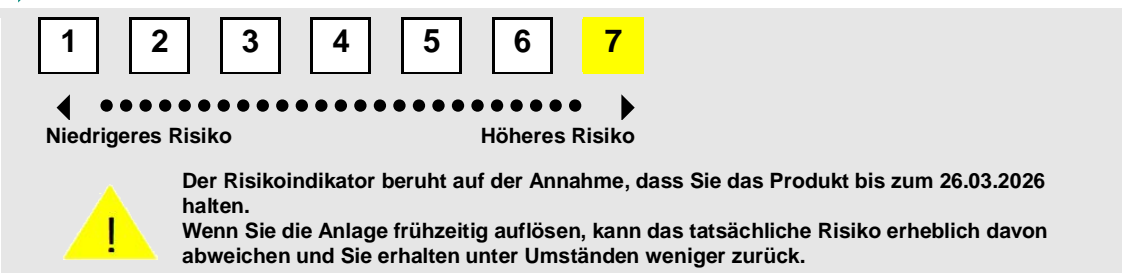 1 2 3 4 5 6 7
Niedrigeres Risiko Höheres Risiko
Der Risikoindikator beruht auf der Annahme, dass Sie das Produkt bis zum 26.03.2026
halten.
Wenn Sie die Anlage frühzeitig auflösen, kann das tatsächliche Risiko erheblich davon
abweichen und Sie erhalten unter Umständen weniger zurück.
!